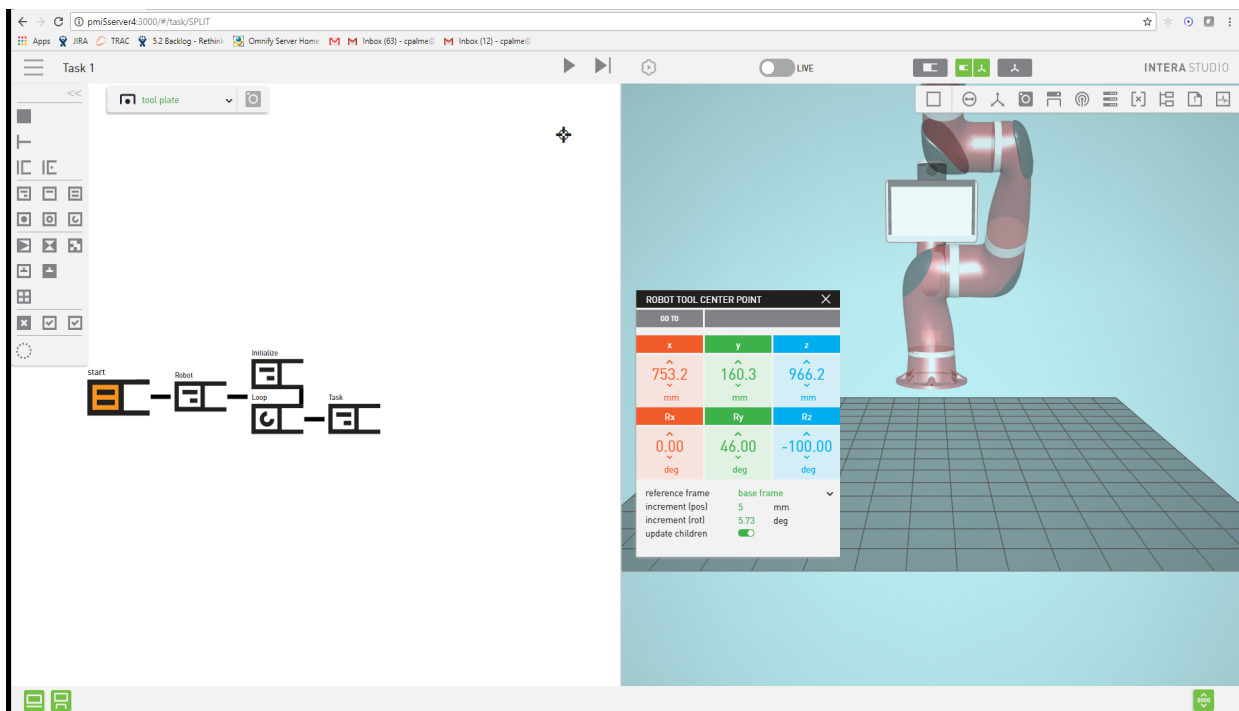 pmi5server4:3000/#/task/SPLIT
Apps JIRA TRAC 5.2 Backlog - Rethink Omnify Server Home Inbox (63) - cpalme Inbox (12) - cpalme
Task 1 LIVE INTERA STUDIO
<<
tool plate
ROBOT TOOL CENTER POINT
GO TO
x y z
753.2 160.3 966.2
mm mm mm
Rx Ry Rz
0.00 46.00 -100.00
deg deg deg
reference frame base frame
increment (pos) 5 mm
increment (rot) 5.73 deg
update children
Initialize
start Robot Loop Task